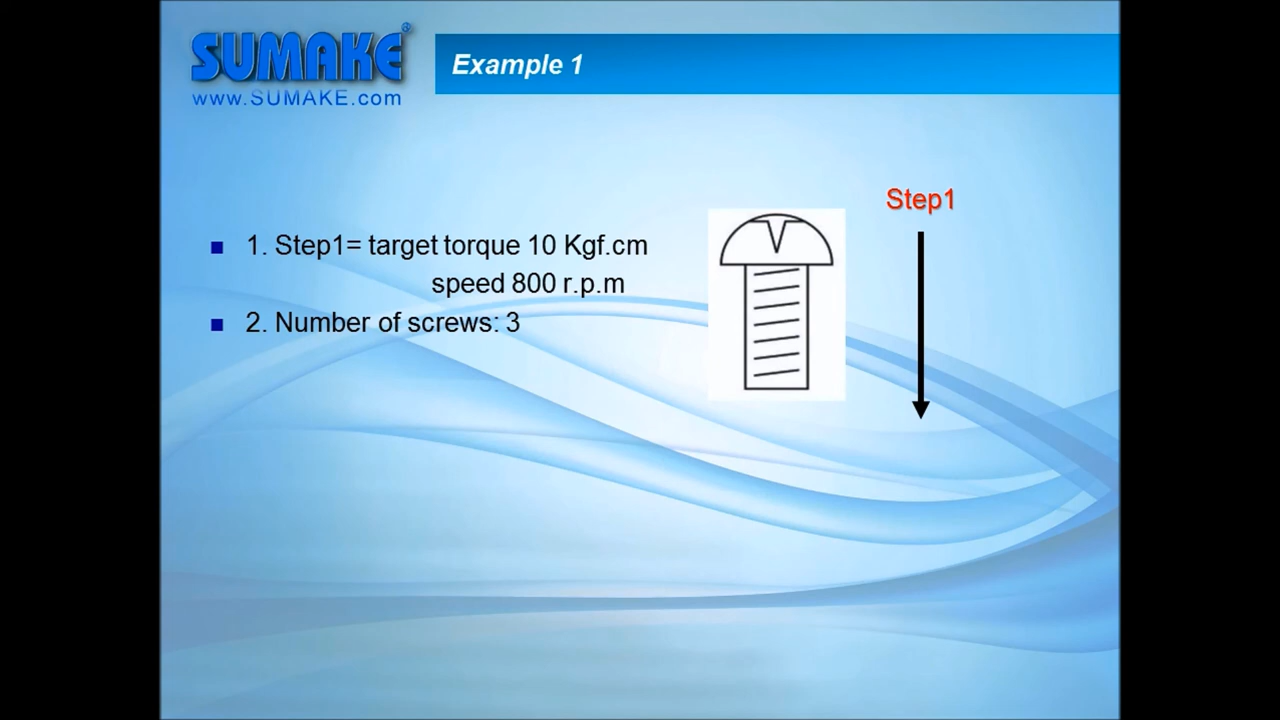 SUMAKE®
www.SUMAKE.com
Example 1
Step1
1. Step1= target torque 10 Kgf.cm
speed 800 r.p.m
2. Number of screws: 3